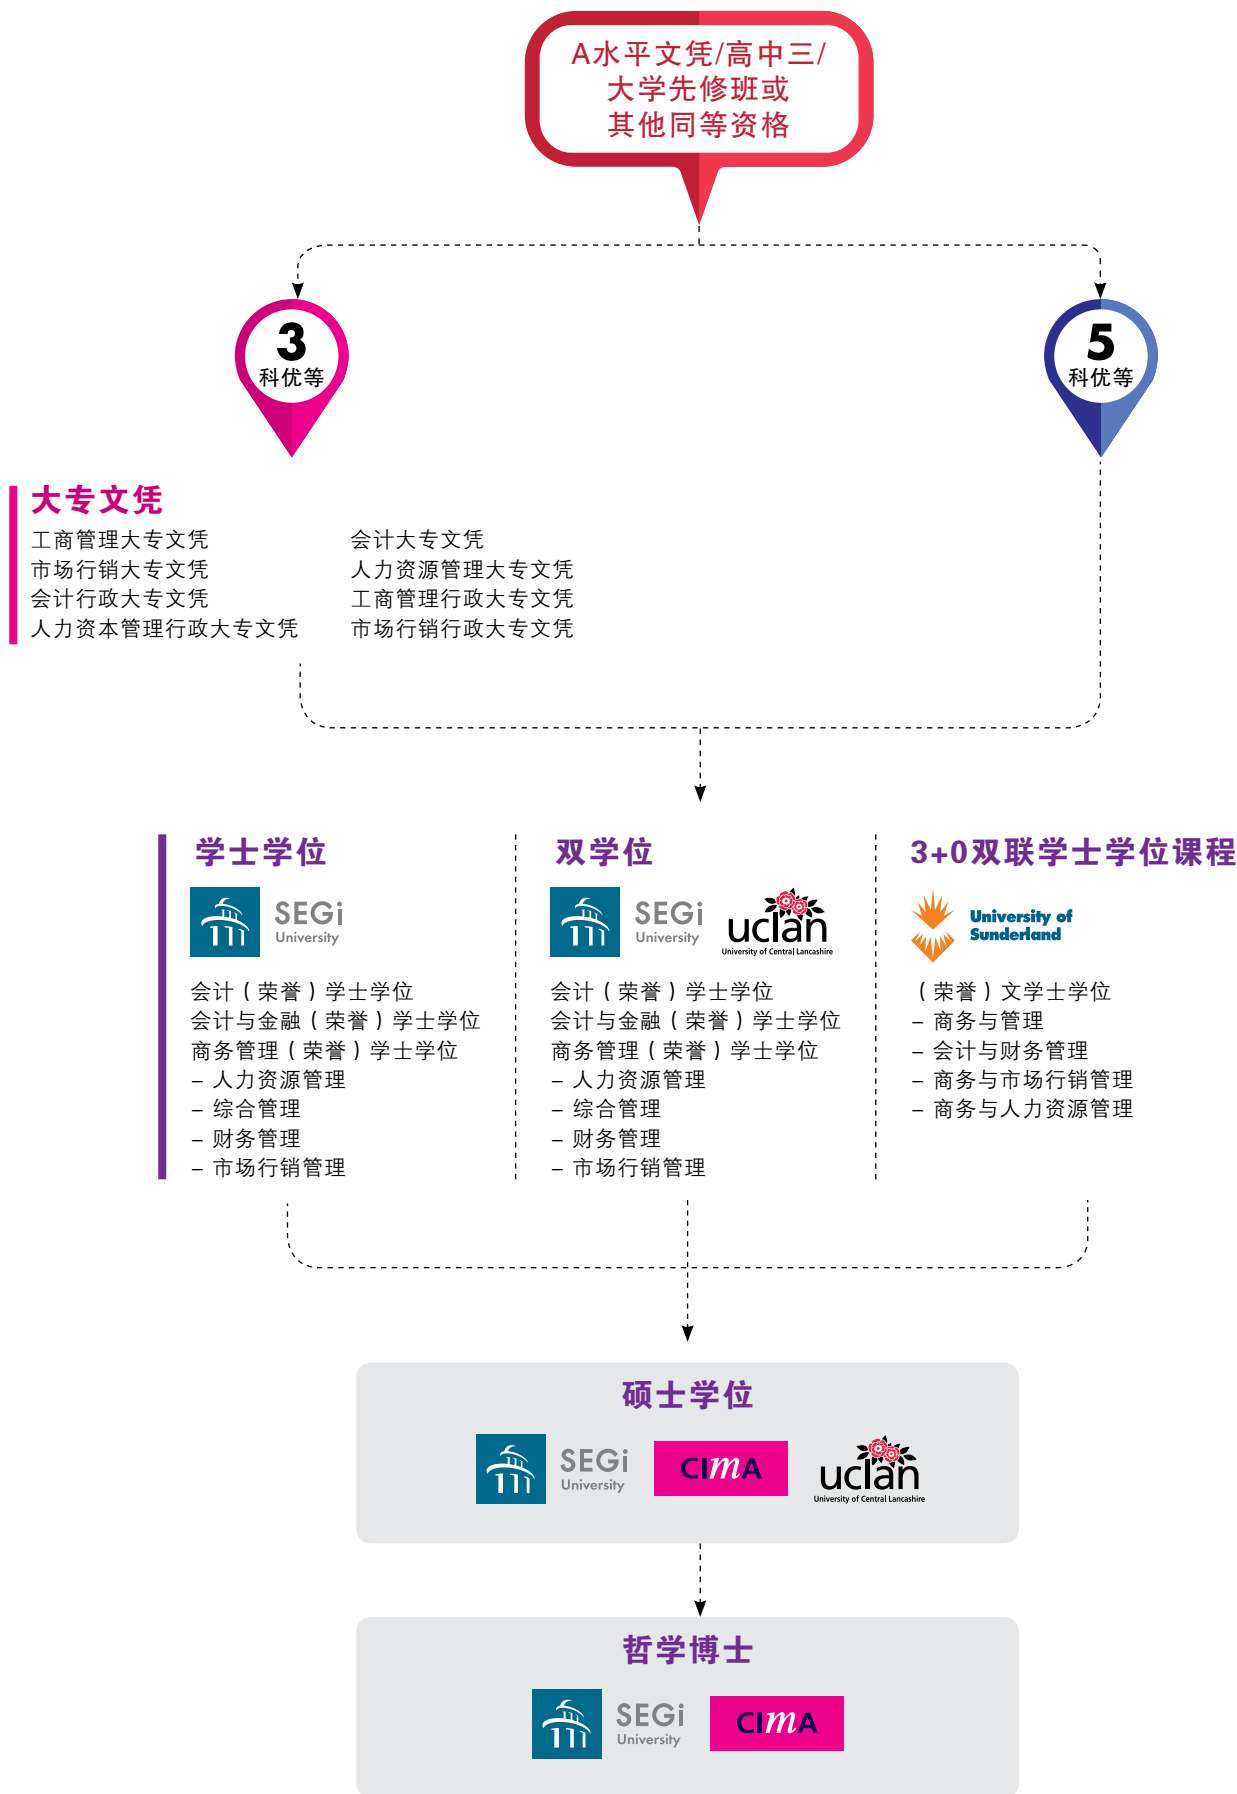 A水平文凭/高中三/
大学先修班或
其他同等资格
3
科优等
5
科优等
大专文凭
工商管理大专文凭
市场行销大专文凭
会计行政大专文凭
人力资本管理行政大专文凭
会计大专文凭
人力资源管理大专文凭
工商管理行政大专文凭
市场行销行政大专文凭
学士学位
SEGi
University
会计（荣誉）学士学位
会计与金融（荣誉）学士学位
商务管理（荣誉）学士学位
– 人力资源管理
– 综合管理
– 财务管理
– 市场行销管理
双学位
SEGi
University
uclan
University of Central Lancashire
会计（荣誉）学士学位
会计与金融（荣誉）学士学位
商务管理（荣誉）学士学位
– 人力资源管理
– 综合管理
– 财务管理
– 市场行销管理
3+0双联学士学位课程
University of
Sunderland
（荣誉）文学士学位
– 商务与管理
– 会计与财务管理
– 商务与市场行销管理
– 商务与人力资源管理
硕士学位
SEGi
University
CIMA
uclan
University of Central Lancashire
哲学博士
SEGi
University
CIMA